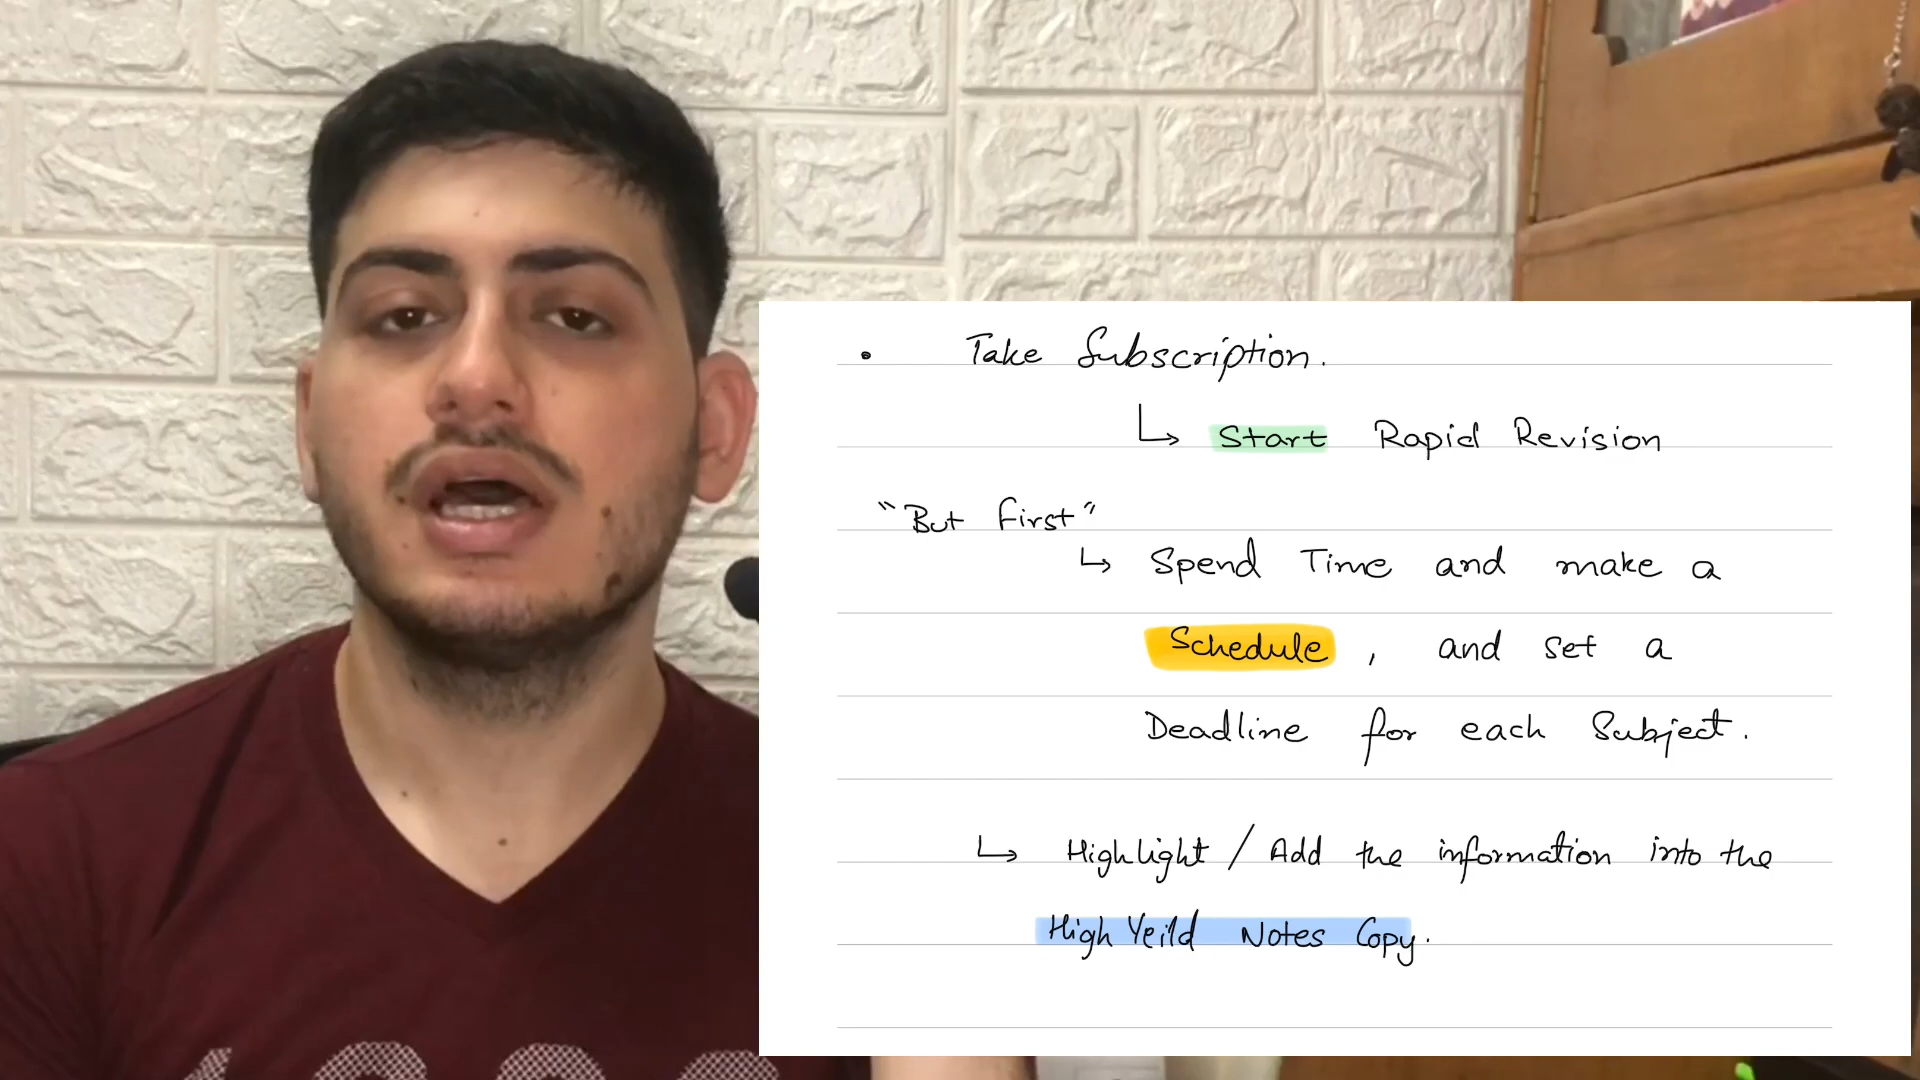 • Take Subscription.
↳ Start Rapid Revision
"But first"
↳ Spend Time and make a
Schedule, and set a
Deadline for each Subject.
↳ Highlight / Add the information into the
High Yeild Notes Copy.